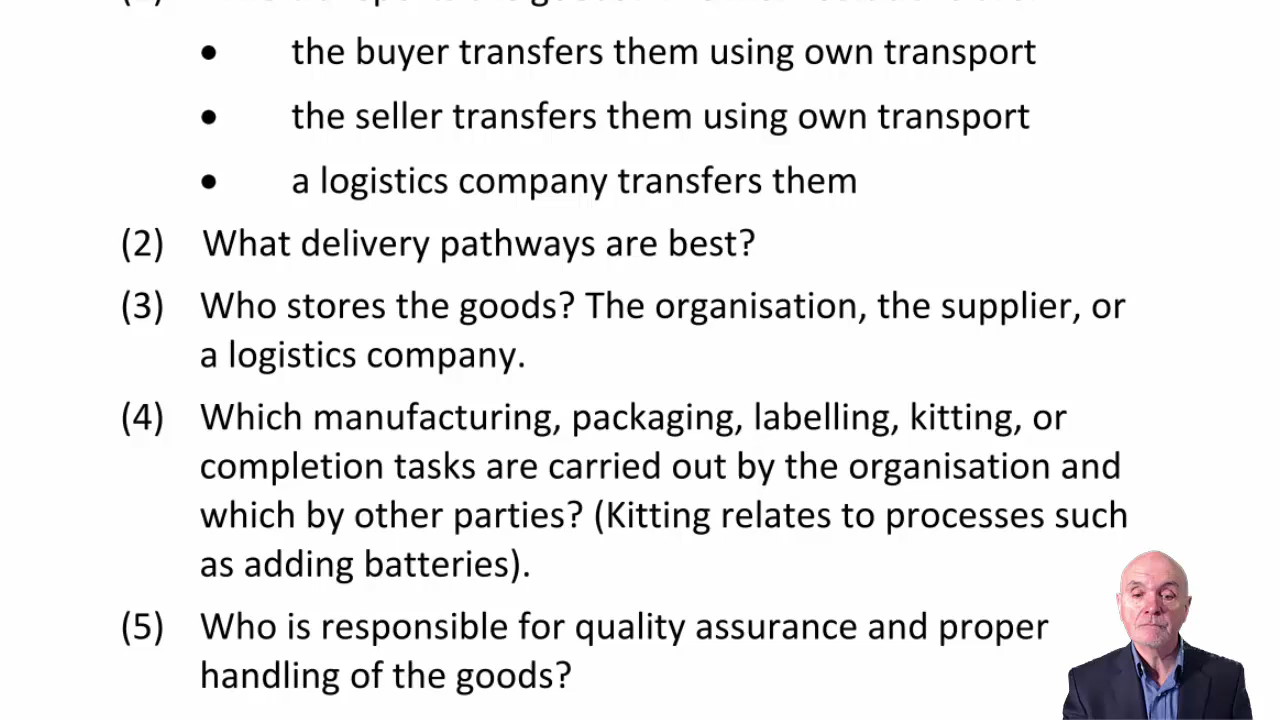 • the buyer transfers them using own transport
• the seller transfers them using own transport
• a logistics company transfers them
(2) What delivery pathways are best?
(3) Who stores the goods? The organisation, the supplier, or
a logistics company.
(4) Which manufacturing, packaging, labelling, kitting, or
completion tasks are carried out by the organisation and
which by other parties? (Kitting relates to processes such
as adding batteries).
(5) Who is responsible for quality assurance and proper
handling of the goods?